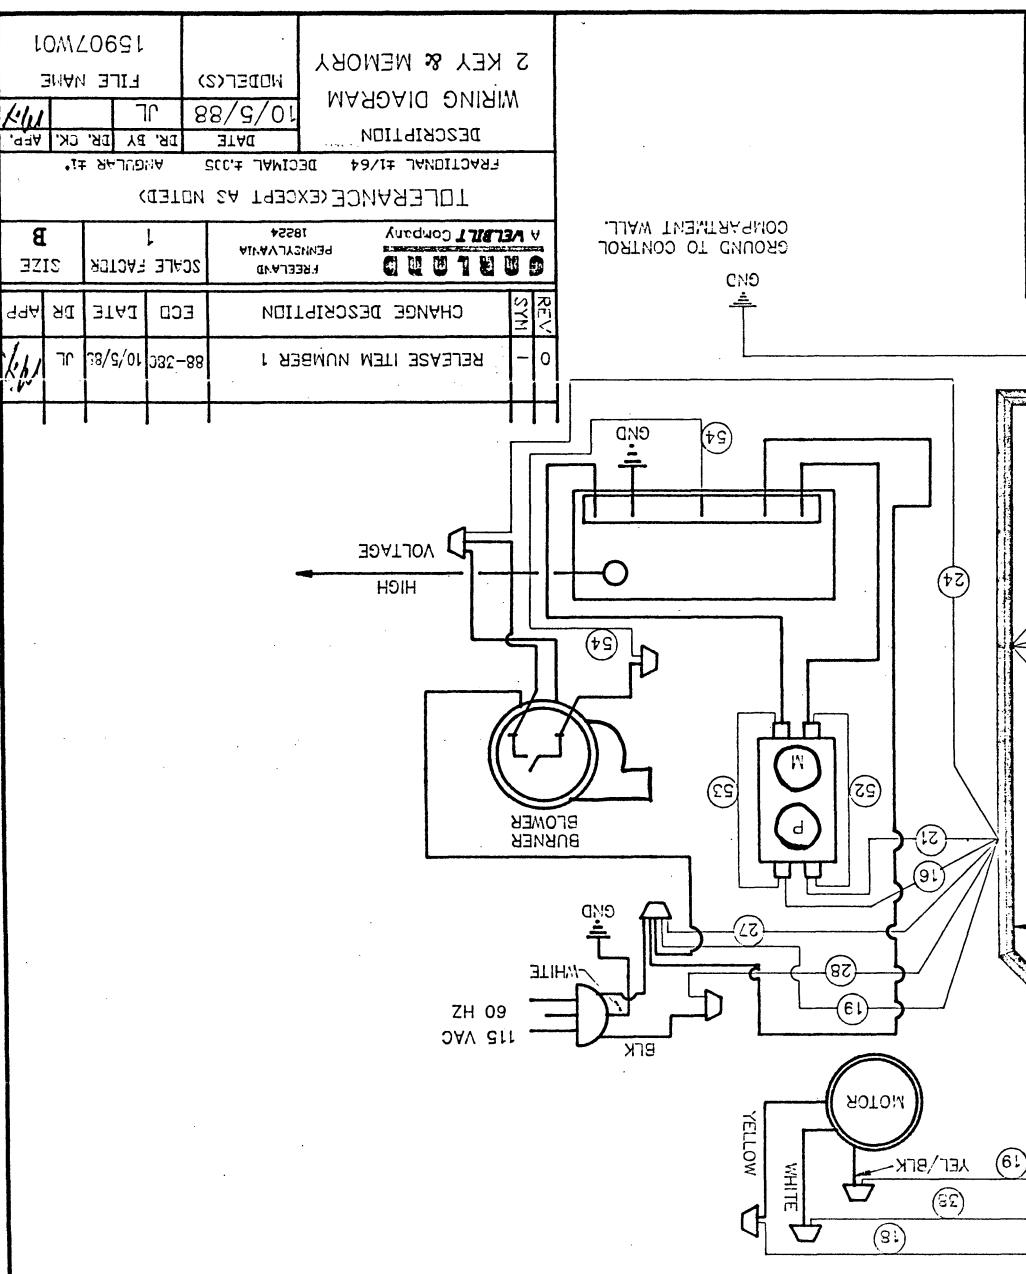 MOTOR
YELLOW
WHITE
YEL/BLK
19
38
18
115 VAC
60 HZ
BLK
WHITE
GND
19
28
27
16
21
BURNER
BLOWER
P
M
52
53
54
24
HIGH
VOLTAGE
GND
54
GND
GROUND TO CONTROL
COMPARTMENT WALL.
0
-
RELEASE ITEM NUMBER 1
88-380
10/5/88
JL
REV
SYM
CHANGE DESCRIPTION
ECO
DATE
DR
APP
GARLAND
A WELBILT Company
FREELAND
PENNSYLVANIA
18224
SCALE FACTOR
1
SIZE
B
TOLERANCE(EXCEPT AS NOTED)
FRACTIONAL ±1/64
DECIMAL ±.005
ANGULAR ±1°
DESCRIPTION
WIRING DIAGRAM
2 KEY & MEMORY
DATE
10/5/88
DR. BY
JL
DR. CK.
APP.
MODEL(S)
FILE NAME
15907W01